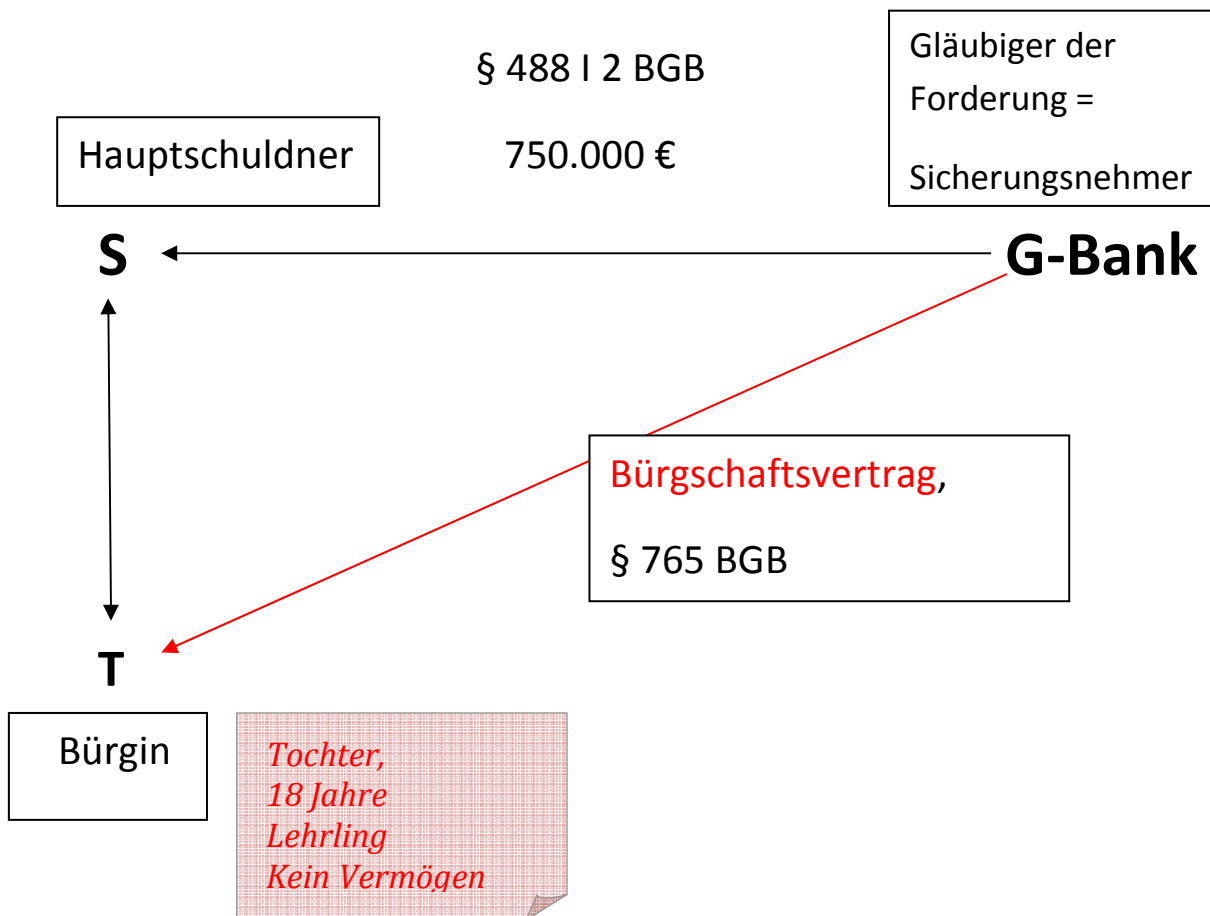 § 488 I 2 BGB
Gläubiger der
Forderung =
Sicherungsnehmer
Hauptschuldner
750.000 €
S
G-Bank
Bürgschaftsvertrag,
§ 765 BGB
T
Bürgin
Tochter,
18 Jahre
Lehrling
Kein Vermögen